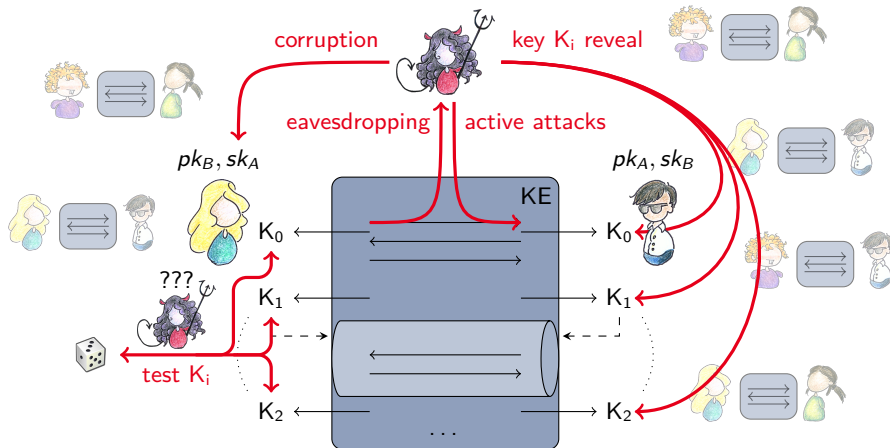 corruption
key Kᵢ reveal
eavesdropping
active attacks
pk_B, sk_A
pk_A, sk_B
KE
K₀
K₀
???
K₁
K₁
test Kᵢ
K₂
K₂
...